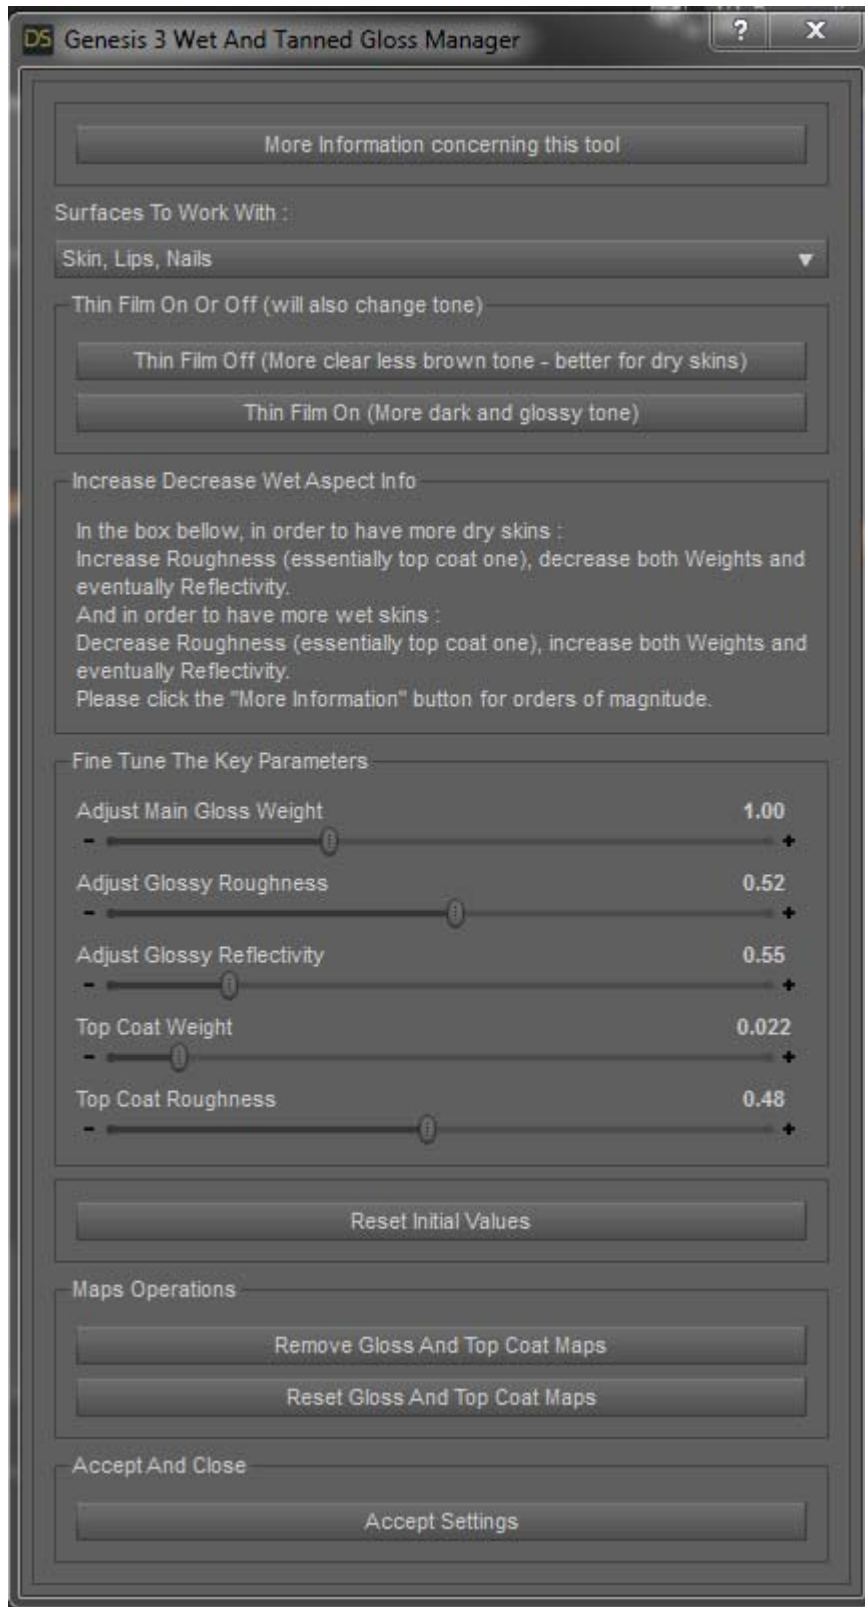 DS Genesis 3 Wet And Tanned Gloss Manager ? x
More Information concerning this tool
Surfaces To Work With :
Skin, Lips, Nails
Thin Film On Or Off (will also change tone)
Thin Film Off (More clear less brown tone - better for dry skins)
Thin Film On (More dark and glossy tone)
Increase Decrease Wet Aspect Info
In the box bellow, in order to have more dry skins :
Increase Roughness (essentially top coat one), decrease both Weights and
eventually Reflectivity.
And in order to have more wet skins :
Decrease Roughness (essentially top coat one), increase both Weights and
eventually Reflectivity.
Please click the "More Information" button for orders of magnitude.
Fine Tune The Key Parameters
Adjust Main Gloss Weight 1.00
- +
Adjust Glossy Roughness 0.52
- +
Adjust Glossy Reflectivity 0.55
- +
Top Coat Weight 0.022
- +
Top Coat Roughness 0.48
- +
Reset Initial Values
Maps Operations
Remove Gloss And Top Coat Maps
Reset Gloss And Top Coat Maps
Accept And Close
Accept Settings